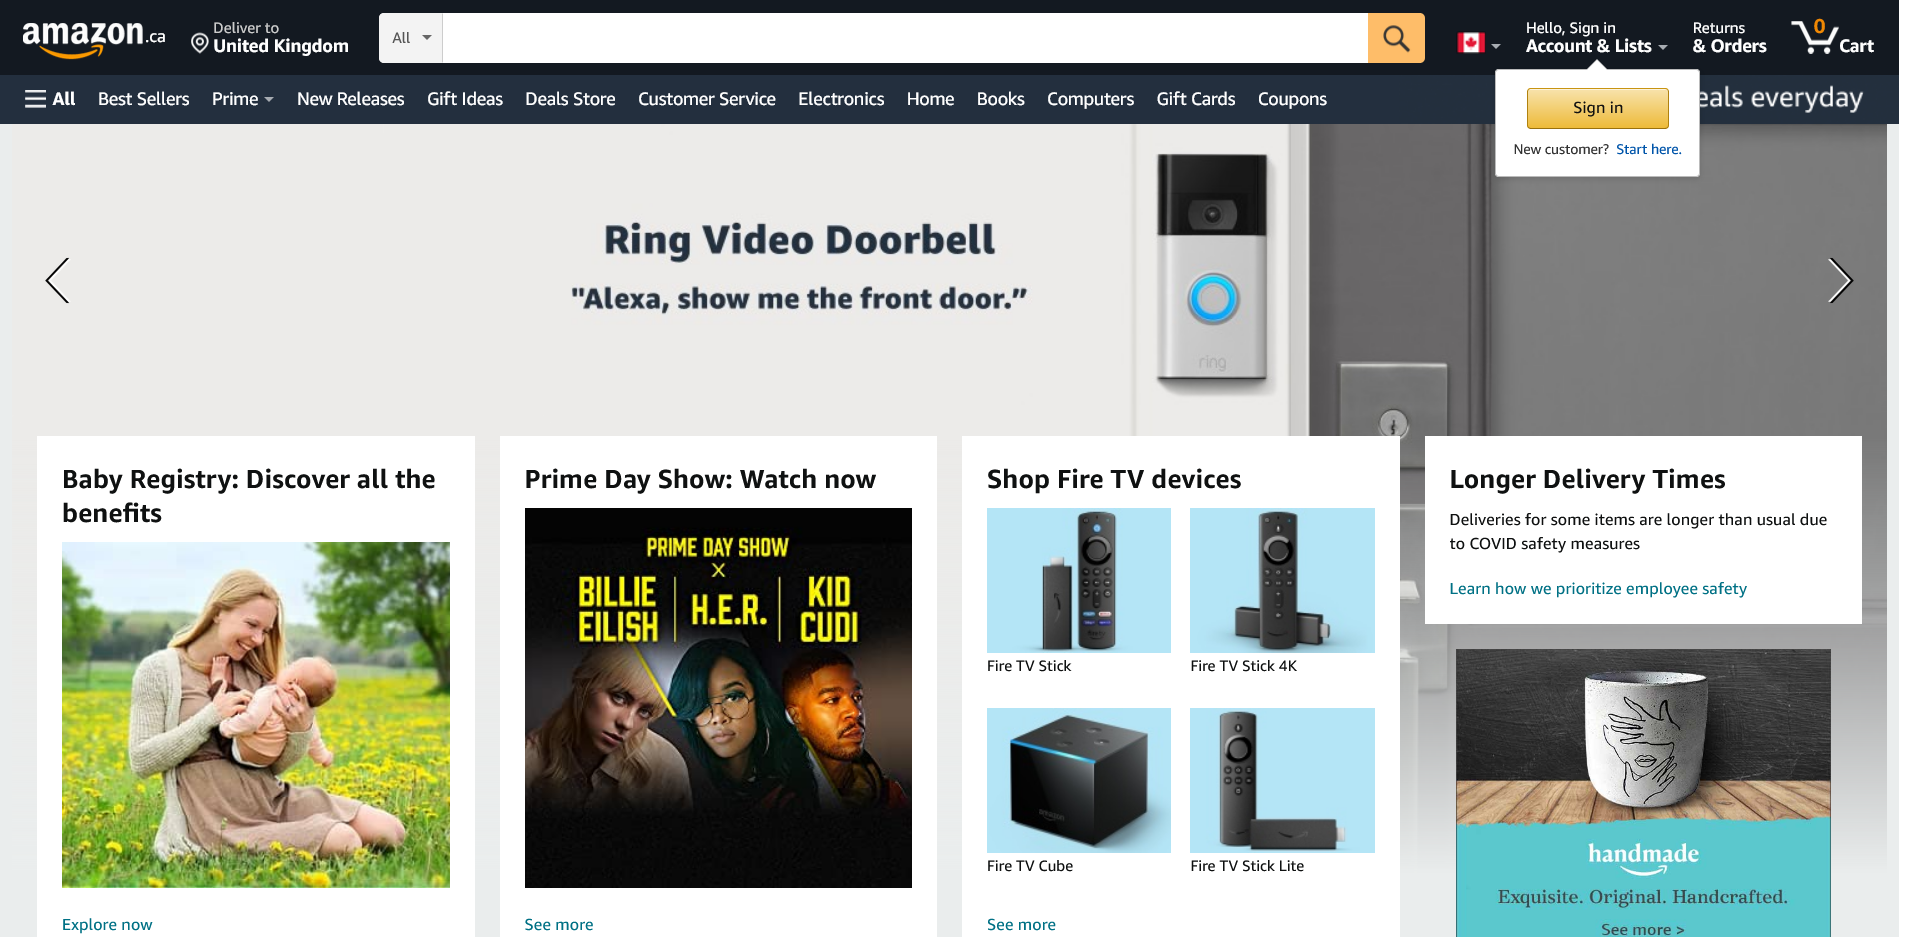 amazon.ca
Deliver to
United Kingdom
All
Hello, Sign in
Account & Lists
Returns
& Orders
0
Cart
All
Best Sellers
Prime
New Releases
Gift Ideas
Deals Store
Customer Service
Electronics
Home
Books
Computers
Gift Cards
Coupons
eals everyday
Sign in
New customer? Start here.
Ring Video Doorbell
"Alexa, show me the front door.”
ring
Baby Registry: Discover all the
benefits
Explore now
Prime Day Show: Watch now
PRIME DAY SHOW
X
BILLIE
EILISH
H.E.R.
KID
CUDI
See more
Shop Fire TV devices
Fire TV Stick
Fire TV Stick 4K
amazon
Fire TV Cube
Fire TV Stick Lite
See more
Longer Delivery Times
Deliveries for some items are longer than usual due
to COVID safety measures
Learn how we prioritize employee safety
handmade
Exquisite. Original. Handcrafted.
See more >